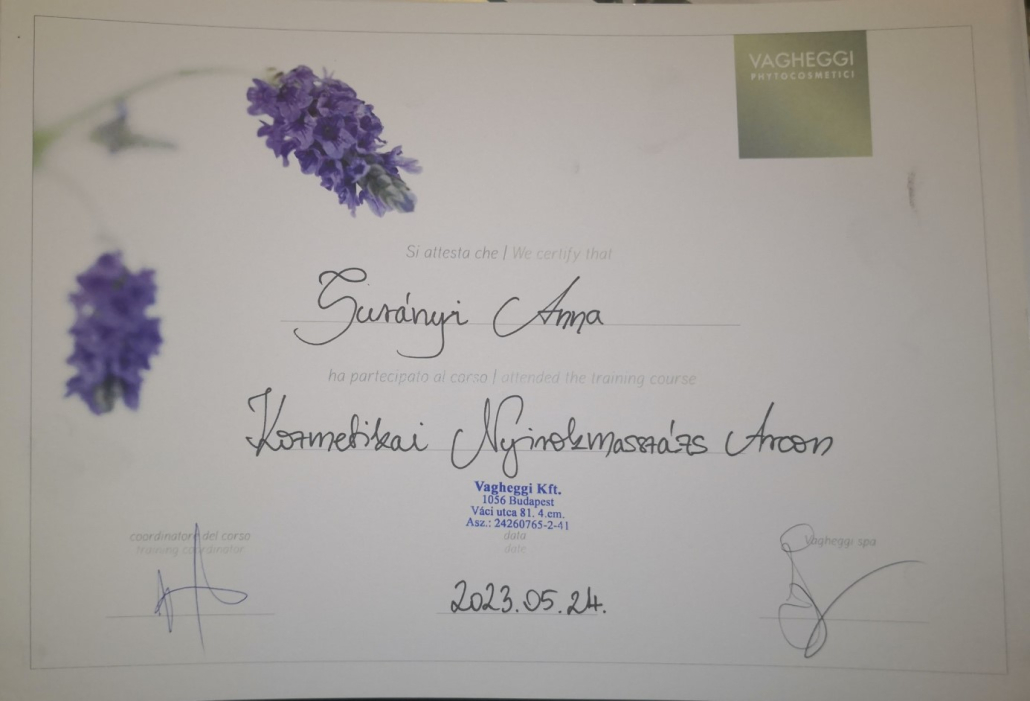 VAGHEGGI
PHYTOCOSMETICI
Si attesta che | We certify that
Surányi Anna
ha partecipato al corso | attended the training course
Kozmetikai Nyirokmasszázs Arcon
Vagheggi Kft.
1056 Budapest
Váci utca 81. 4.em.
Asz.: 24260765-2-41
coordinatore del corso
training coordinator
data
date
Vagheggi spa
2023.05.24.